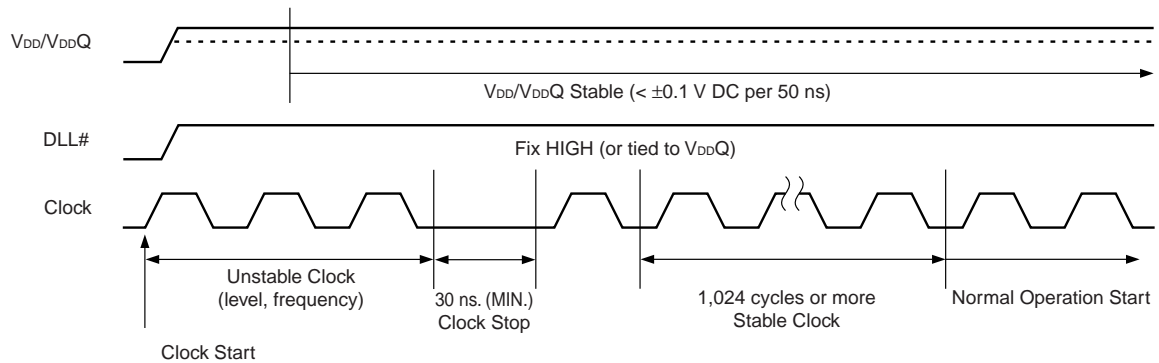 VDD/VDDQ
VDD/VDDQ Stable (< ±0.1 V DC per 50 ns)
DLL#
Fix HIGH (or tied to VDDQ)
Clock
Unstable Clock
(level, frequency)
30 ns. (MIN.)
Clock Stop
1,024 cycles or more
Stable Clock
Normal Operation Start
Clock Start